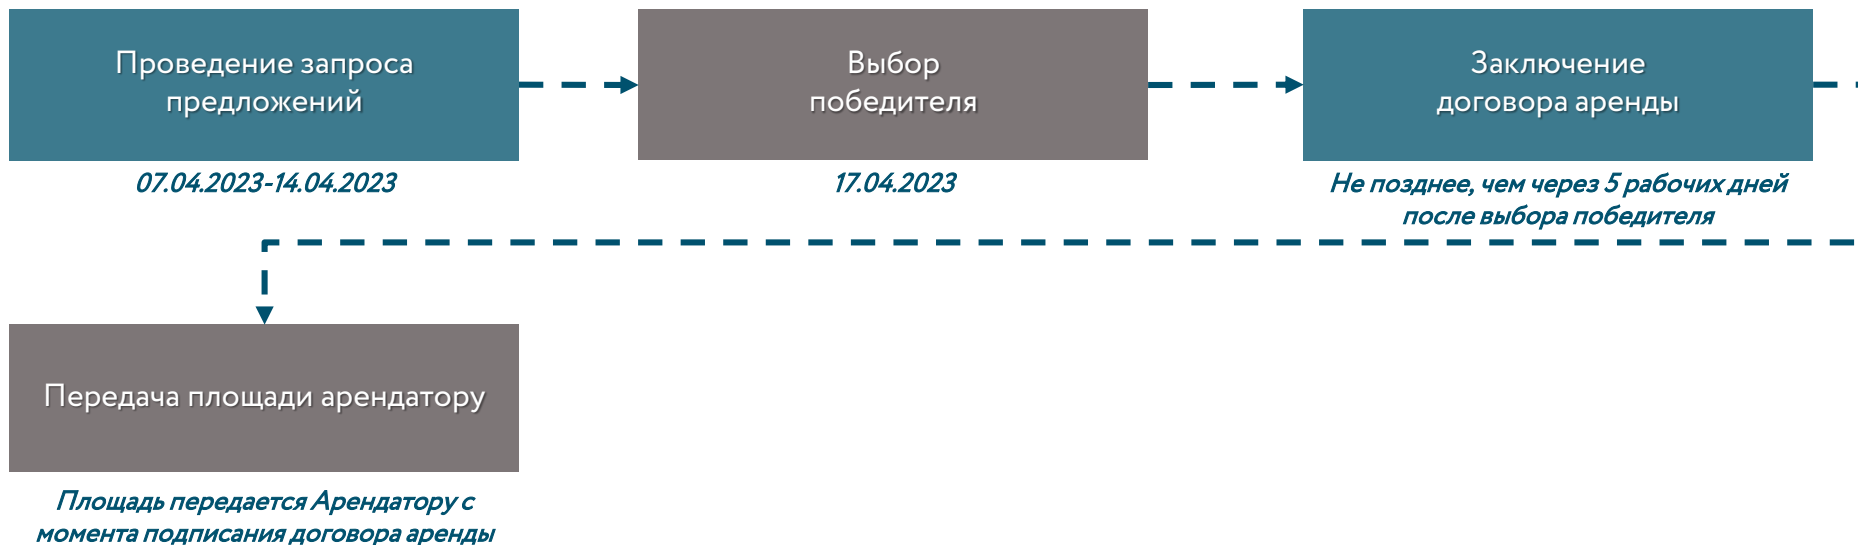 Проведение запроса
предложений
07.04.2023-14.04.2023
Выбор
победителя
17.04.2023
Заключение
договора аренды
Не позднее, чем через 5 рабочих дней
после выбора победителя
Передача площади арендатору
Площадь передается Арендатору с
момента подписания договора аренды